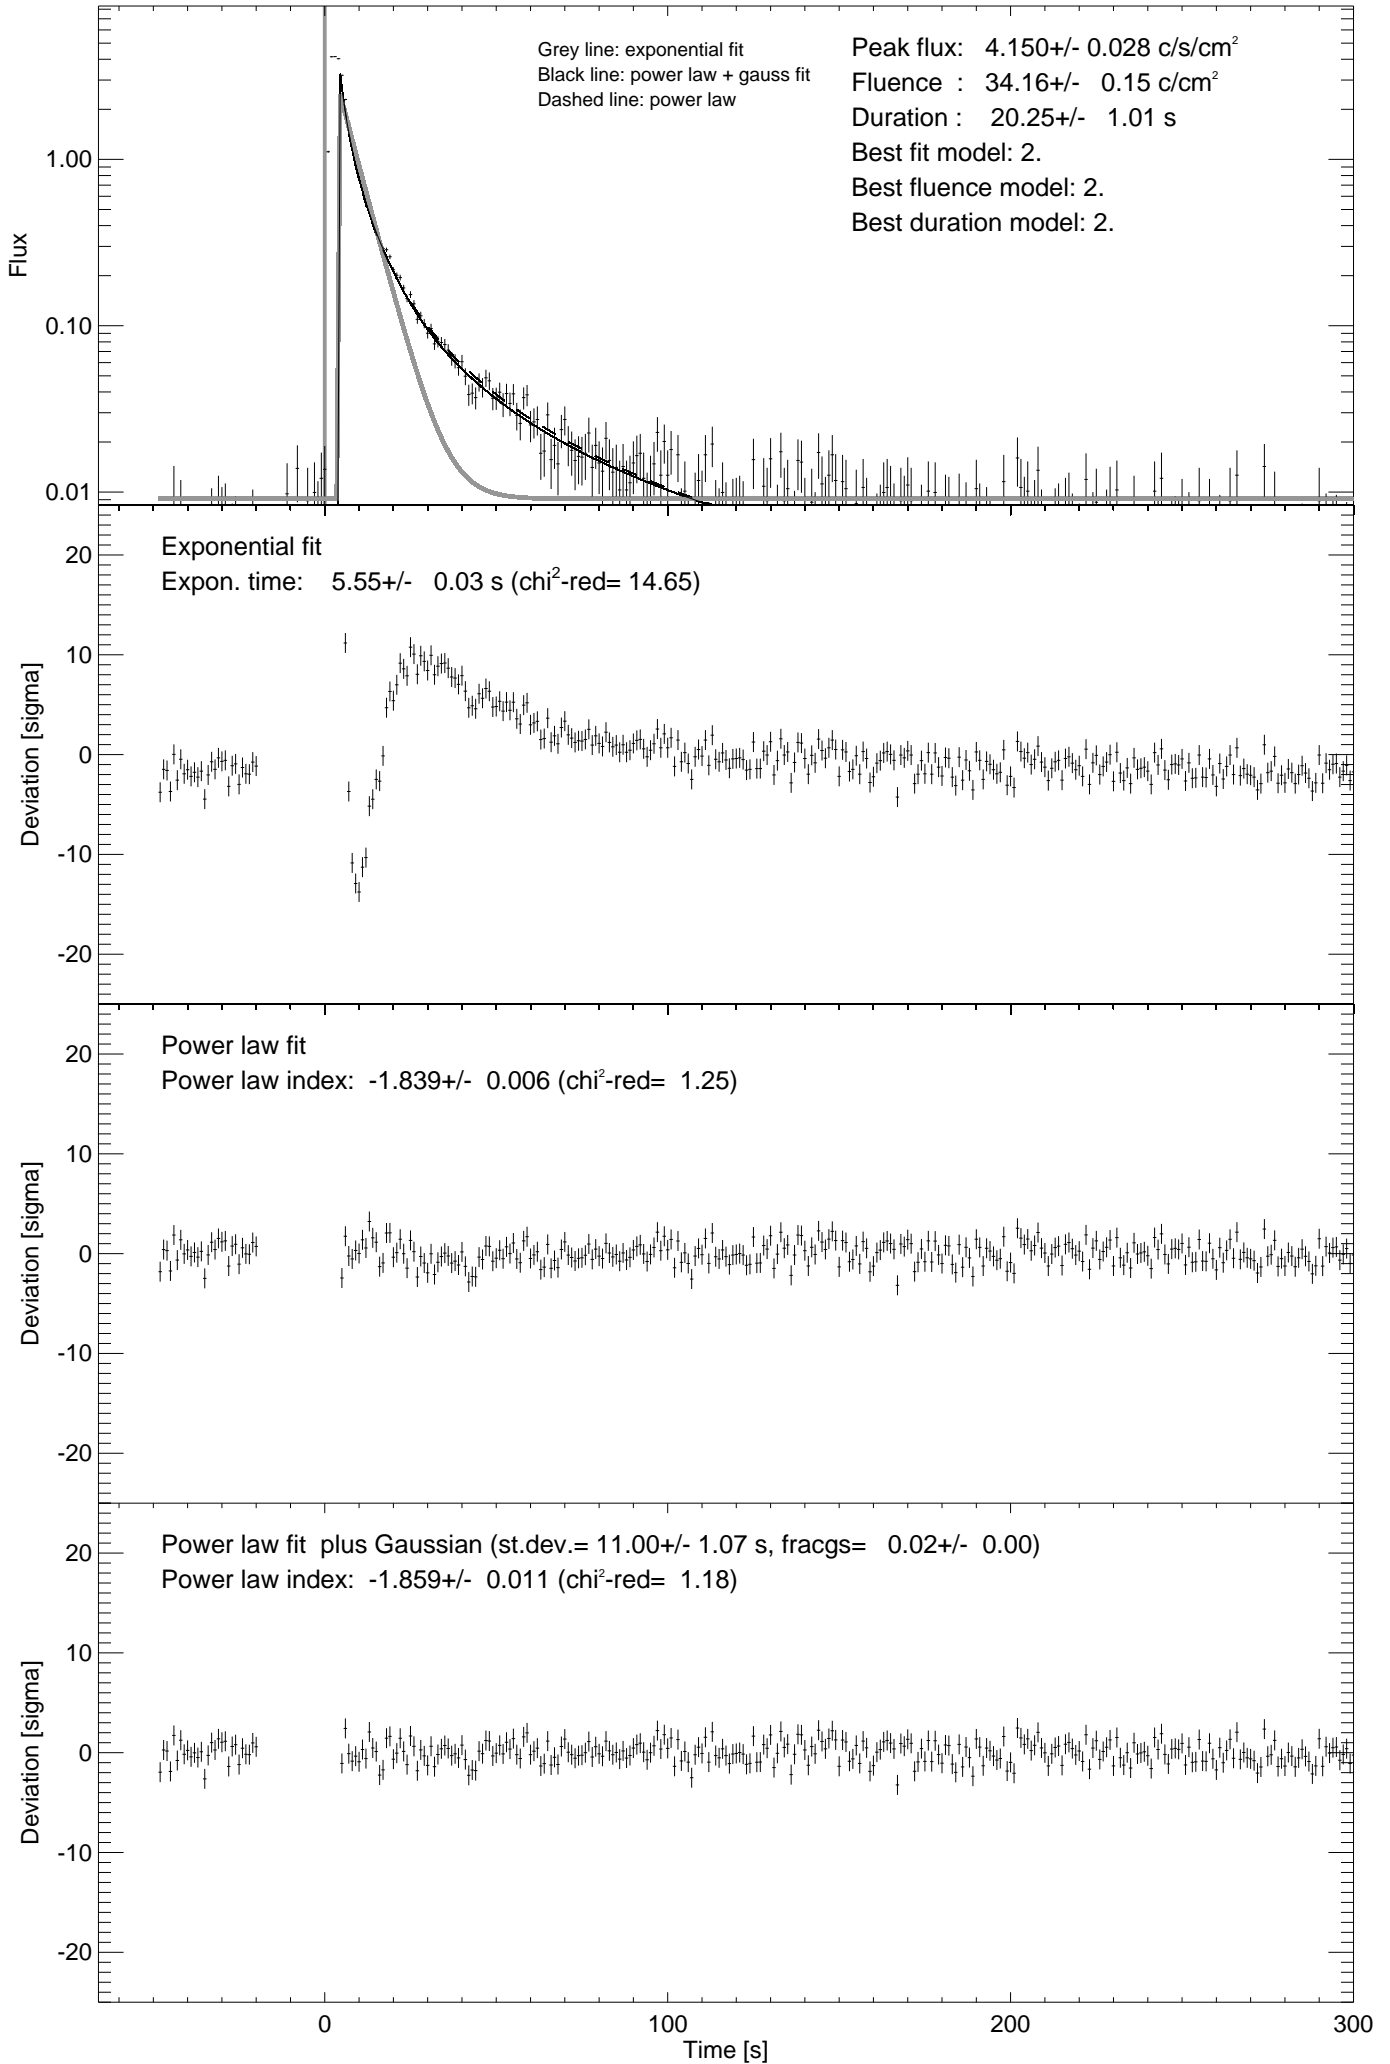 Grey line: exponential fit
Black line: power law + gauss fit
Dashed line: power law
Peak flux: 4.150+/- 0.028 c/s/cm²
Fluence : 34.16+/- 0.15 c/cm²
Duration : 20.25+/- 1.01 s
Best fit model: 2.
Best fluence model: 2.
Best duration model: 2.
1.00
0.10
0.01
Flux
Exponential fit
Expon. time: 5.55+/- 0.03 s (chi²-red= 14.65)
20
10
0
-10
-20
Deviation [sigma]
Power law fit
Power law index: -1.839+/- 0.006 (chi²-red= 1.25)
20
10
0
-10
-20
Deviation [sigma]
Power law fit plus Gaussian (st.dev.= 11.00+/- 1.07 s, fracgs= 0.02+/- 0.00)
Power law index: -1.859+/- 0.011 (chi²-red= 1.18)
20
10
0
-10
-20
Deviation [sigma]
0 100 200 300
Time [s]